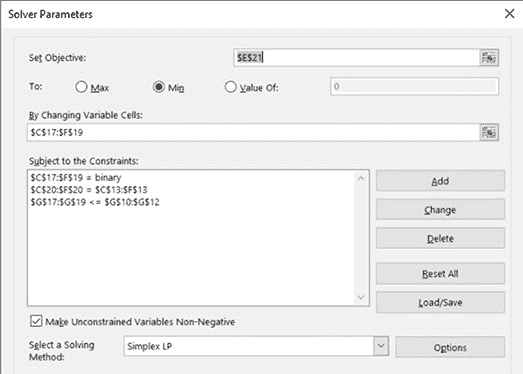 Solver Parameters
Set Objective: $E$21
To: Max Min Value Of: 0
By Changing Variable Cells:
$C$17:$F$19
Subject to the Constraints:
$C$17:$F$19 = binary
$C$20:$F$20 = $C$13:$F$13
$G$17:$G$19 <= $G$10:$G$12
Add
Change
Delete
Reset All
Load/Save
Make Unconstrained Variables Non-Negative
Select a Solving Method: Simplex LP Options